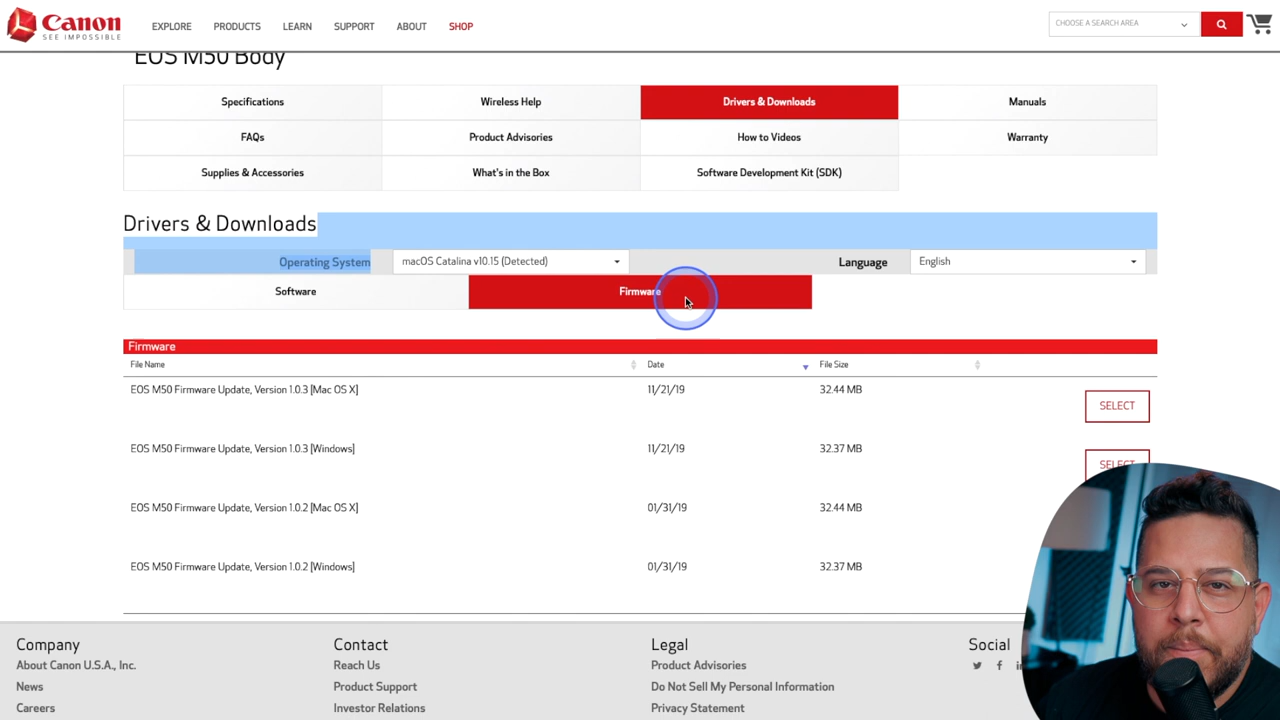 Canon
SEE IMPOSSIBLE
EXPLORE PRODUCTS LEARN SUPPORT ABOUT SHOP
CHOOSE A SEARCH AREA
EOS M50 Body
Specifications Wireless Help Drivers & Downloads Manuals
FAQs Product Advisories How to Videos Warranty
Supplies & Accessories What's in the Box Software Development Kit (SDK)
Drivers & Downloads
Operating System macOS Catalina v10.15 (Detected) Language English
Software Firmware
Firmware
File Name Date File Size
EOS M50 Firmware Update, Version 1.0.3 [Mac OS X] 11/21/19 32.44 MB SELECT
EOS M50 Firmware Update, Version 1.0.3 [Windows] 11/21/19 32.37 MB SELECT
EOS M50 Firmware Update, Version 1.0.2 [Mac OS X] 01/31/19 32.44 MB
EOS M50 Firmware Update, Version 1.0.2 [Windows] 01/31/19 32.37 MB
Company Contact Legal Social
About Canon U.S.A., Inc. Reach Us Product Advisories
News Product Support Do Not Sell My Personal Information
Careers Investor Relations Privacy Statement